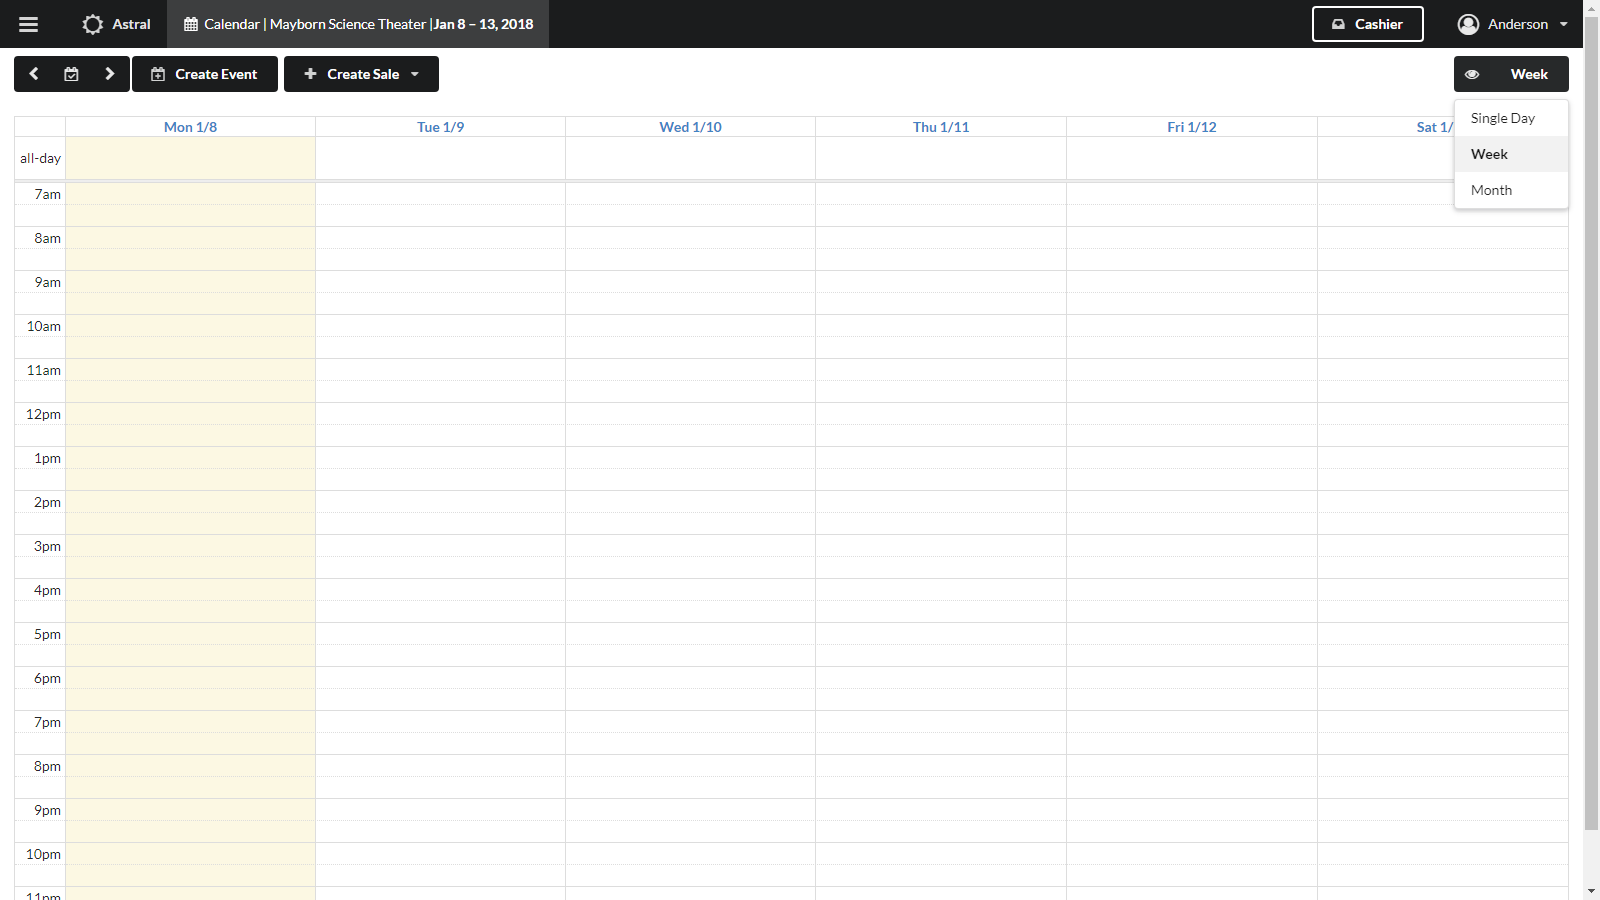 Astral
Calendar | Mayborn Science Theater |Jan 8 – 13, 2018
Cashier
Anderson
Create Event
Create Sale
Week
Single Day
Week
Month
Mon 1/8
Tue 1/9
Wed 1/10
Thu 1/11
Fri 1/12
Sat 1/
all-day
7am
8am
9am
10am
11am
12pm
1pm
2pm
3pm
4pm
5pm
6pm
7pm
8pm
9pm
10pm
11pm